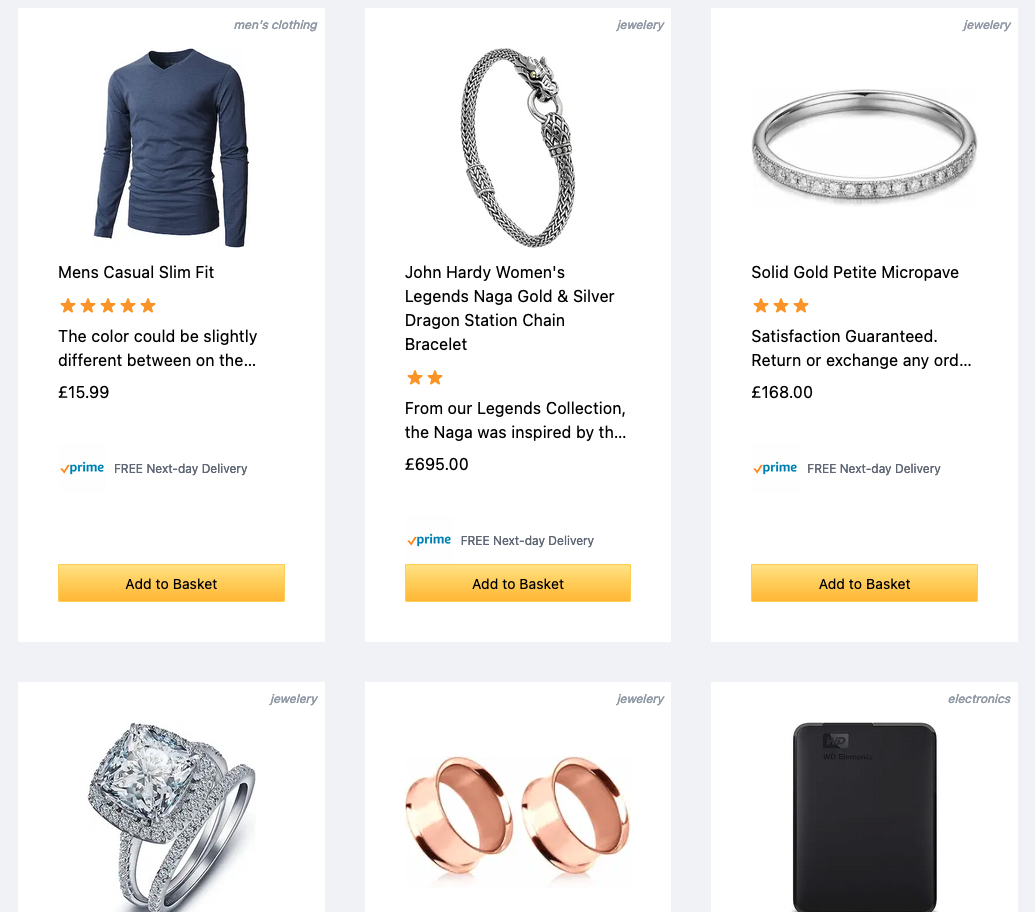 men's clothing
Mens Casual Slim Fit
The color could be slightly
different between on the...
£15.99
prime FREE Next-day Delivery
Add to Basket
jewelery
John Hardy Women's
Legends Naga Gold & Silver
Dragon Station Chain
Bracelet
From our Legends Collection,
the Naga was inspired by th...
£695.00
prime FREE Next-day Delivery
Add to Basket
jewelery
Solid Gold Petite Micropave
Satisfaction Guaranteed.
Return or exchange any ord...
£168.00
prime FREE Next-day Delivery
Add to Basket
jewelery
jewelery
electronics
WD
WD Elements